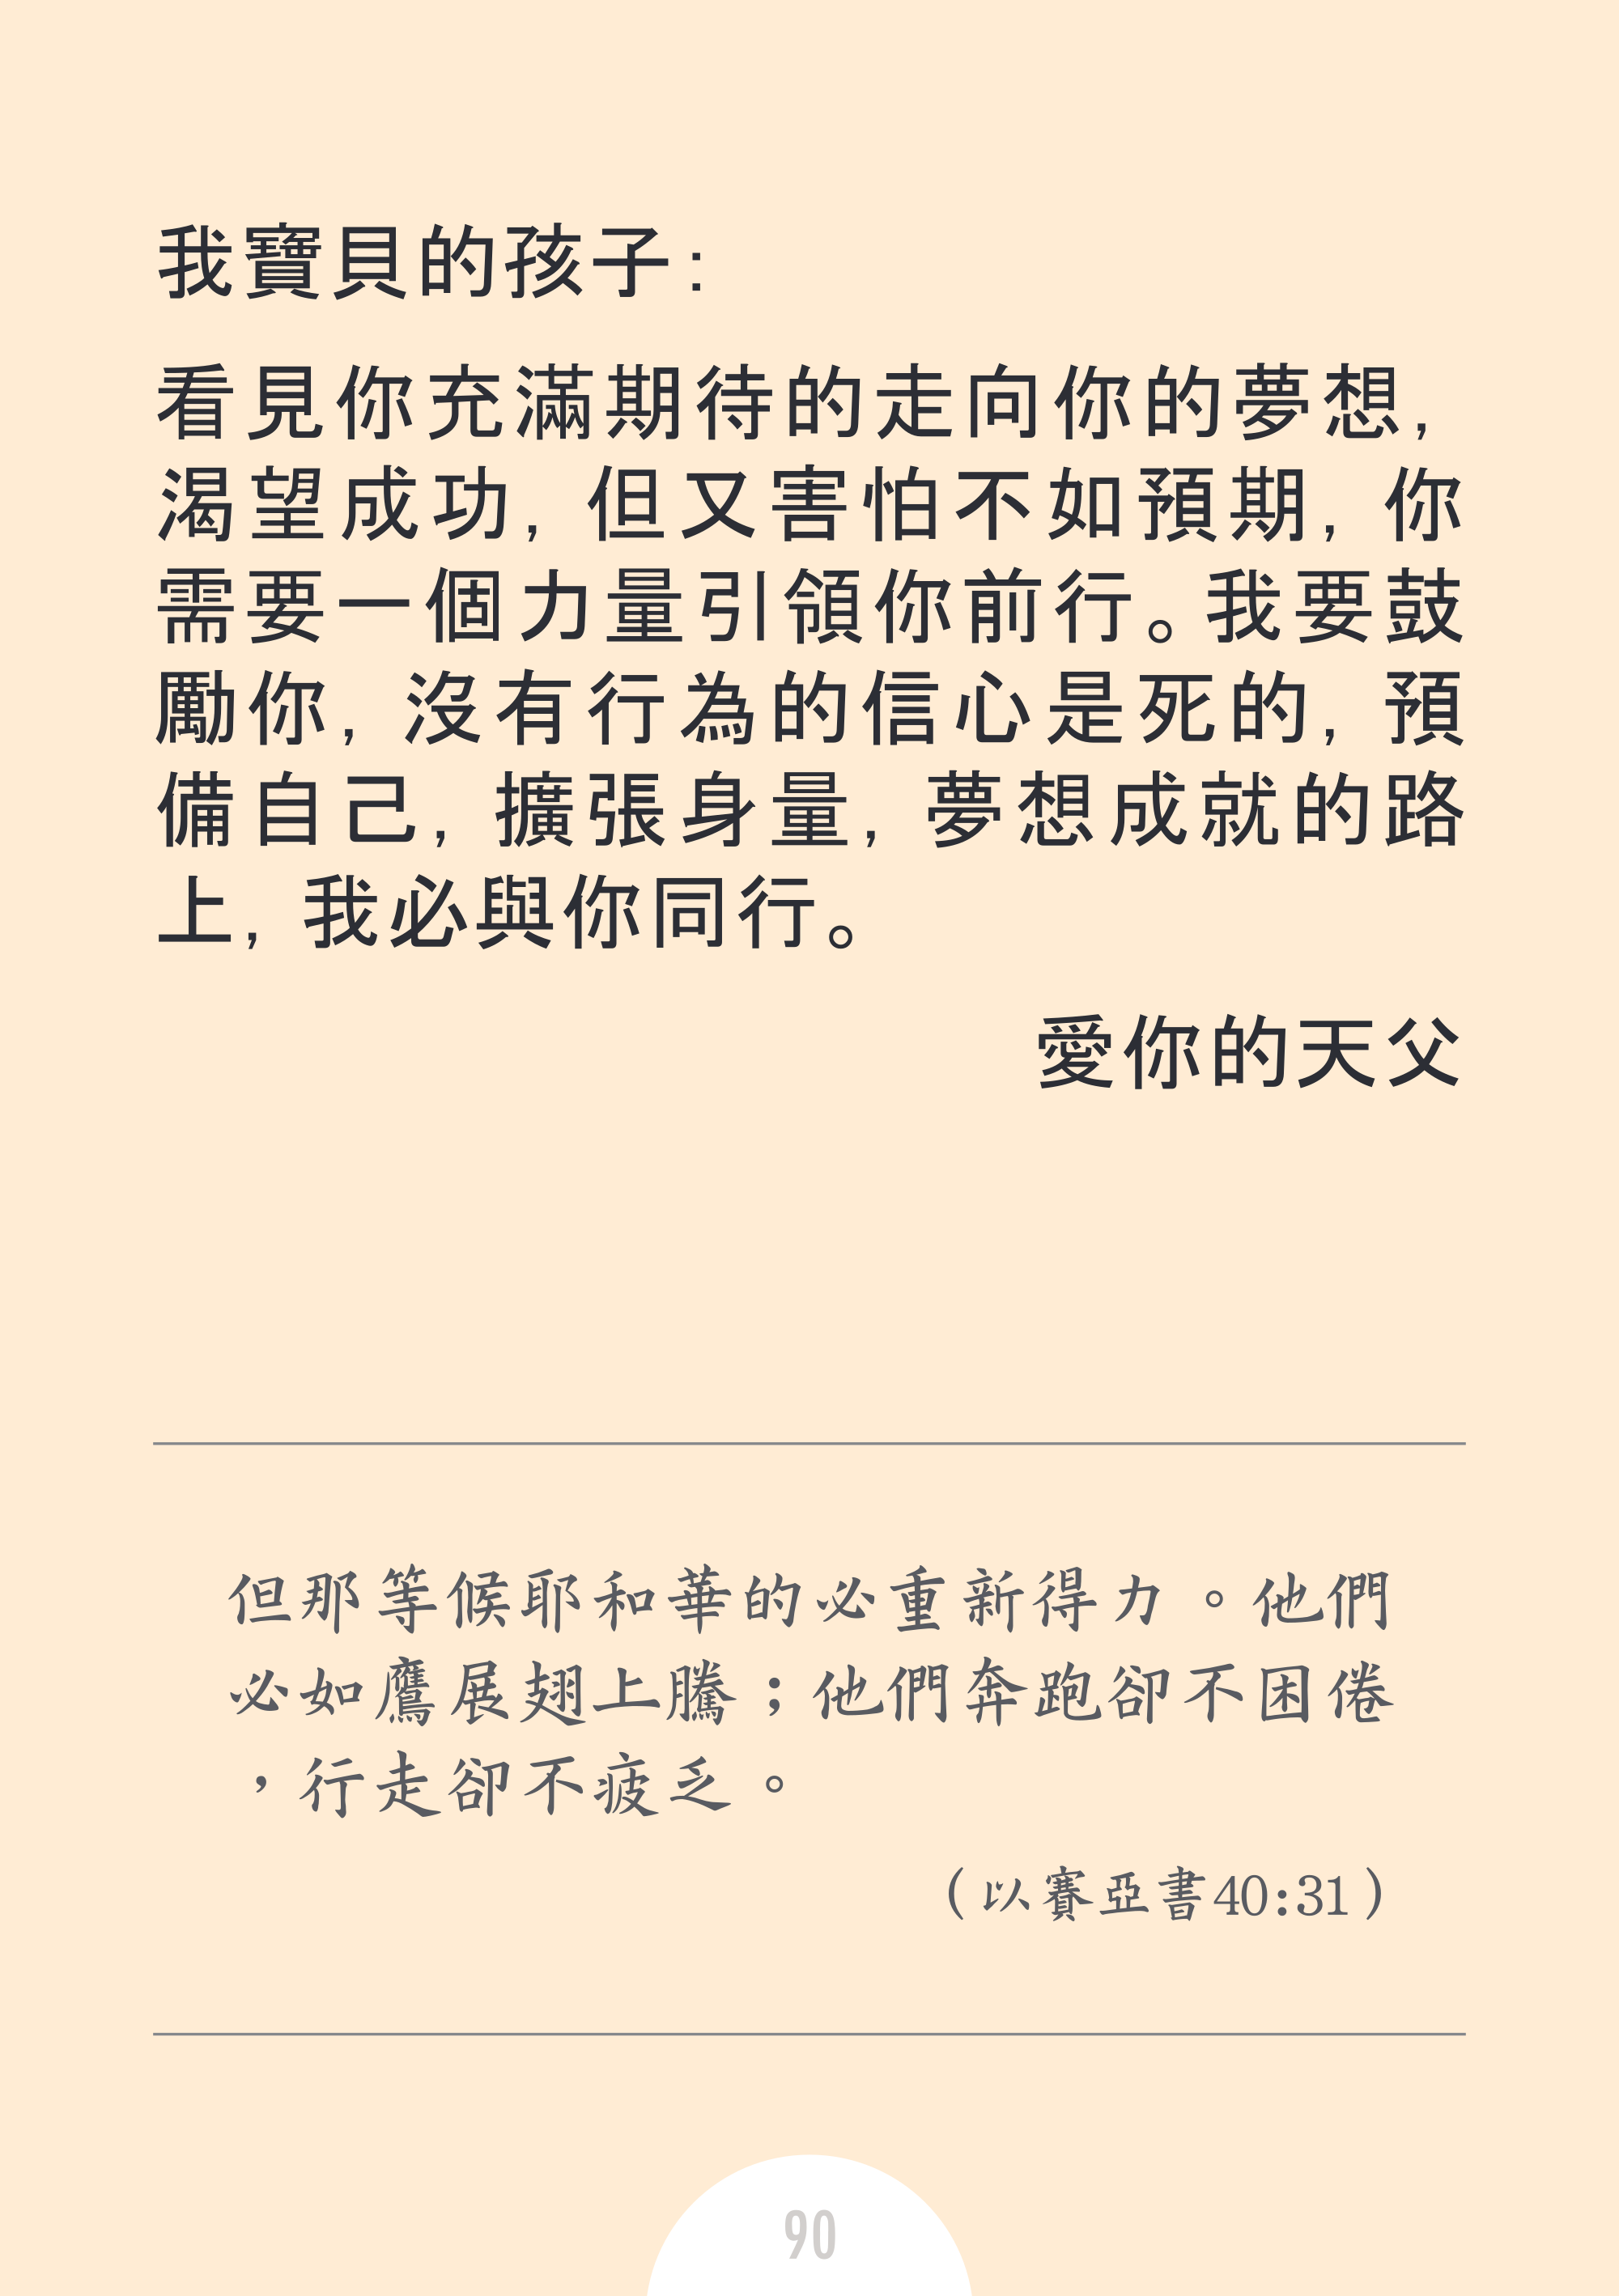 我寶貝的孩子：
看見你充滿期待的走向你的夢想，
渴望成功，但又害怕不如預期，你
需要一個力量引領你前行。我要鼓
勵你，沒有行為的信心是死的，預
備自己，擴張身量，夢想成就的路
上，我必與你同行。
愛你的天父
但那等候耶和華的必重新得力。他們
必如鷹展翅上騰；他們奔跑卻不困倦
，行走卻不疲乏。
（以賽亞書40:31）
90